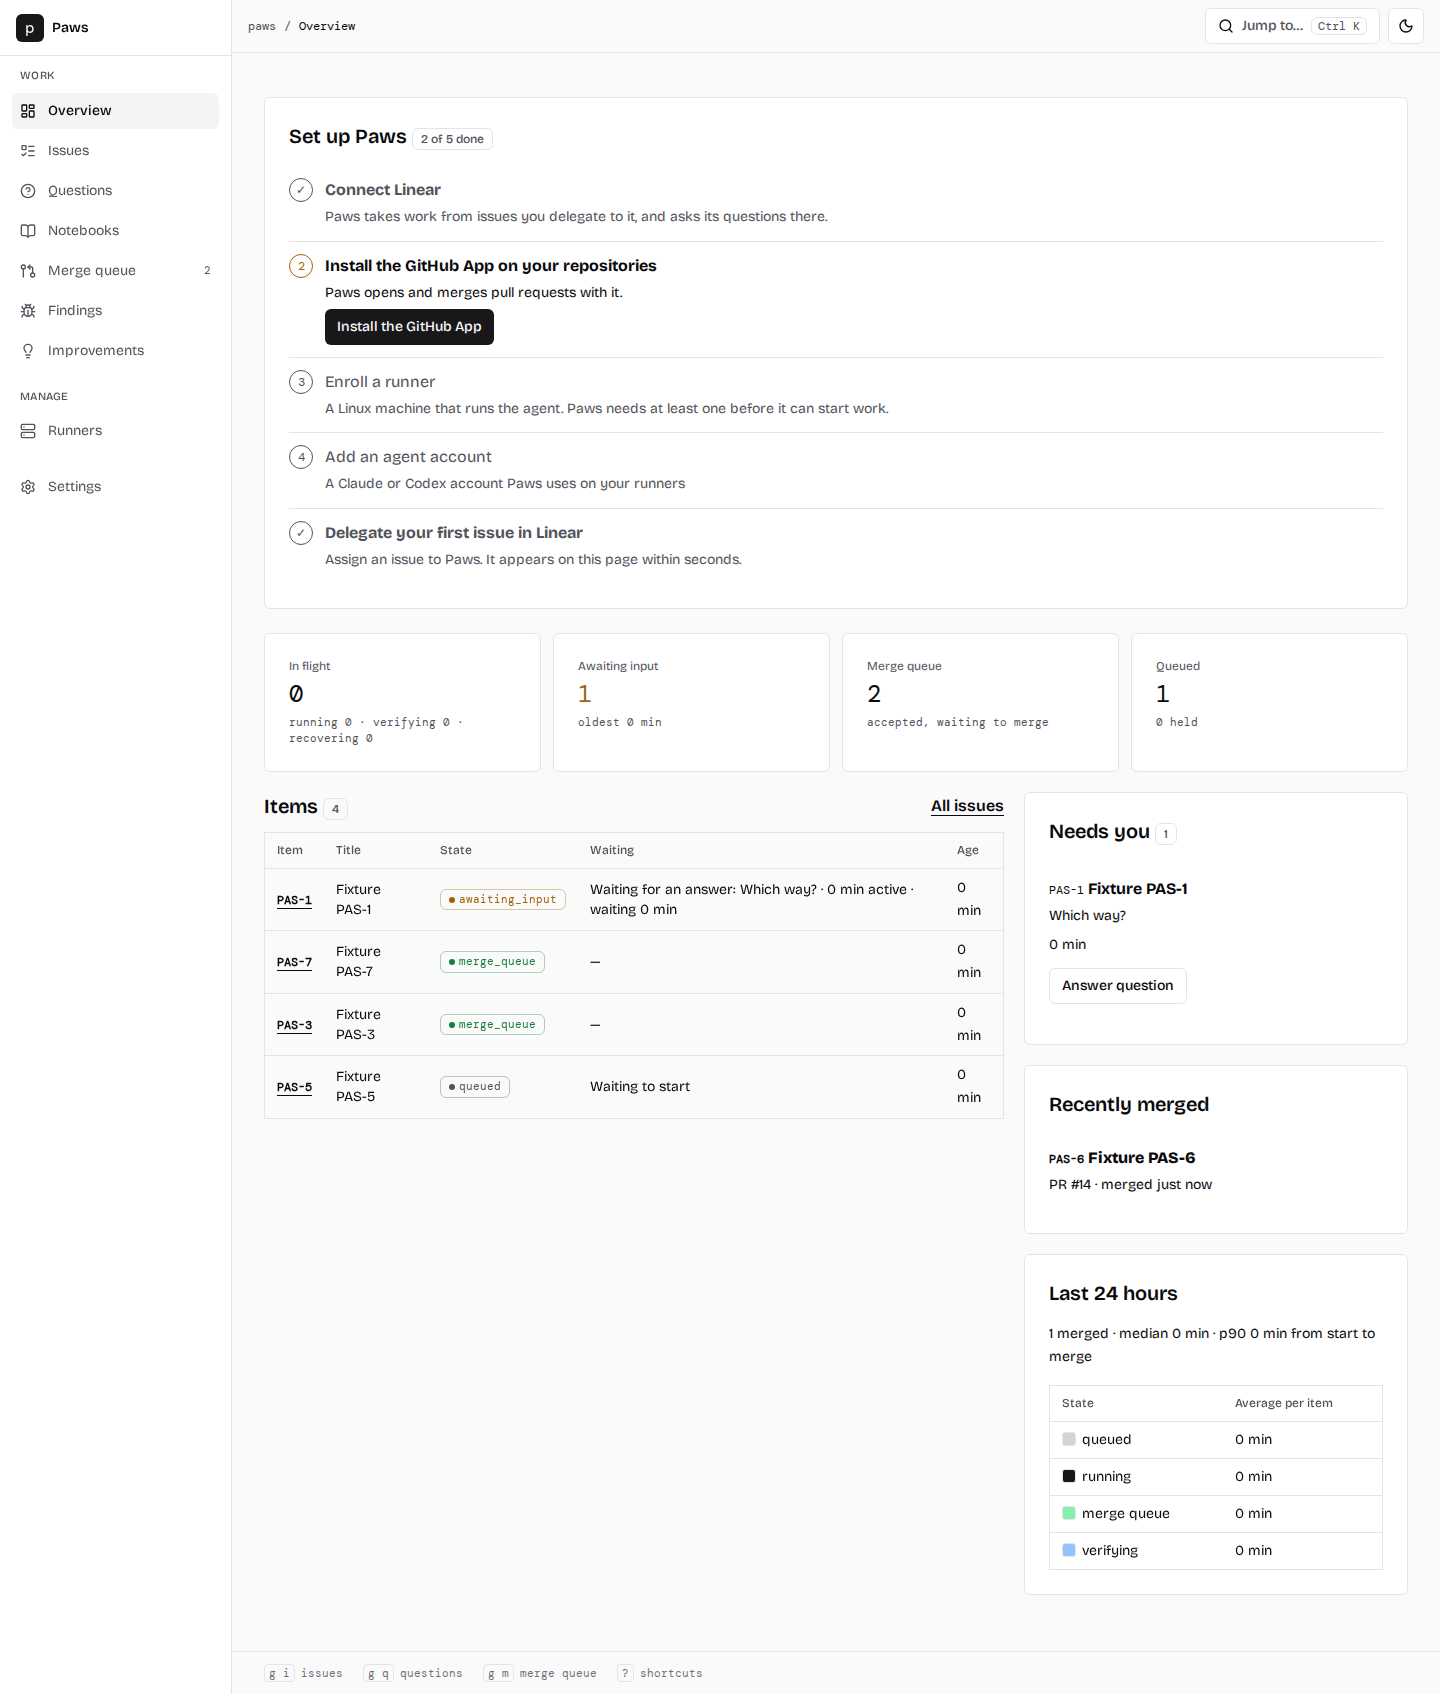 p Paws
WORK
Overview
Issues
Questions
Notebooks
Merge queue 2
Findings
Improvements
MANAGE
Runners
Settings
paws / Overview
Jump to... Ctrl K
Set up Paws 2 of 5 done
✓ Connect Linear
Paws takes work from issues you delegate to it, and asks its questions there.
2 Install the GitHub App on your repositories
Paws opens and merges pull requests with it.
Install the GitHub App
3 Enroll a runner
A Linux machine that runs the agent. Paws needs at least one before it can start work.
4 Add an agent account
A Claude or Codex account Paws uses on your runners
✓ Delegate your first issue in Linear
Assign an issue to Paws. It appears on this page within seconds.
In flight
0
running 0 · verifying 0 ·
recovering 0
Awaiting input
1
oldest 0 min
Merge queue
2
accepted, waiting to merge
Queued
1
0 held
Items 4 All issues
Item Title State Waiting Age
PAS-1 Fixture PAS-1 awaiting_input Waiting for an answer: Which way? · 0 min active · waiting 0 min 0 min
PAS-7 Fixture PAS-7 merge_queue — 0 min
PAS-3 Fixture PAS-3 merge_queue — 0 min
PAS-5 Fixture PAS-5 queued Waiting to start 0 min
Needs you 1
PAS-1 Fixture PAS-1
Which way?
0 min
Answer question
Recently merged
PAS-6 Fixture PAS-6
PR #14 · merged just now
Last 24 hours
1 merged · median 0 min · p90 0 min from start to
merge
State Average per item
queued 0 min
running 0 min
merge queue 0 min
verifying 0 min
g i issues g q questions g m merge queue ? shortcuts